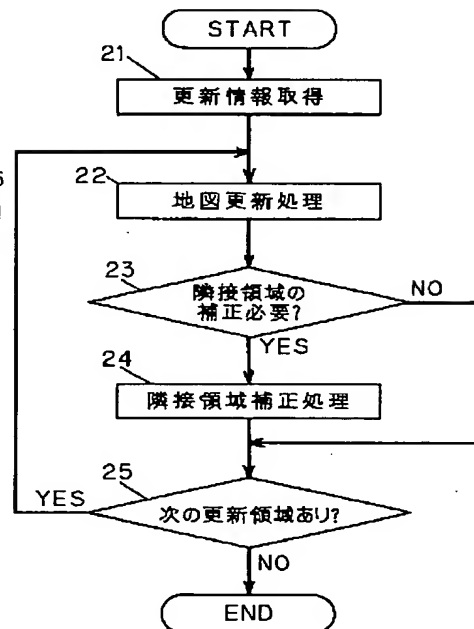 START
21
更新情報取得
22
地図更新処理
23
隣接領域の
補正必要?
NO
YES
24
隣接領域補正処理
25
YES
次の更新領域あり?
NO
END